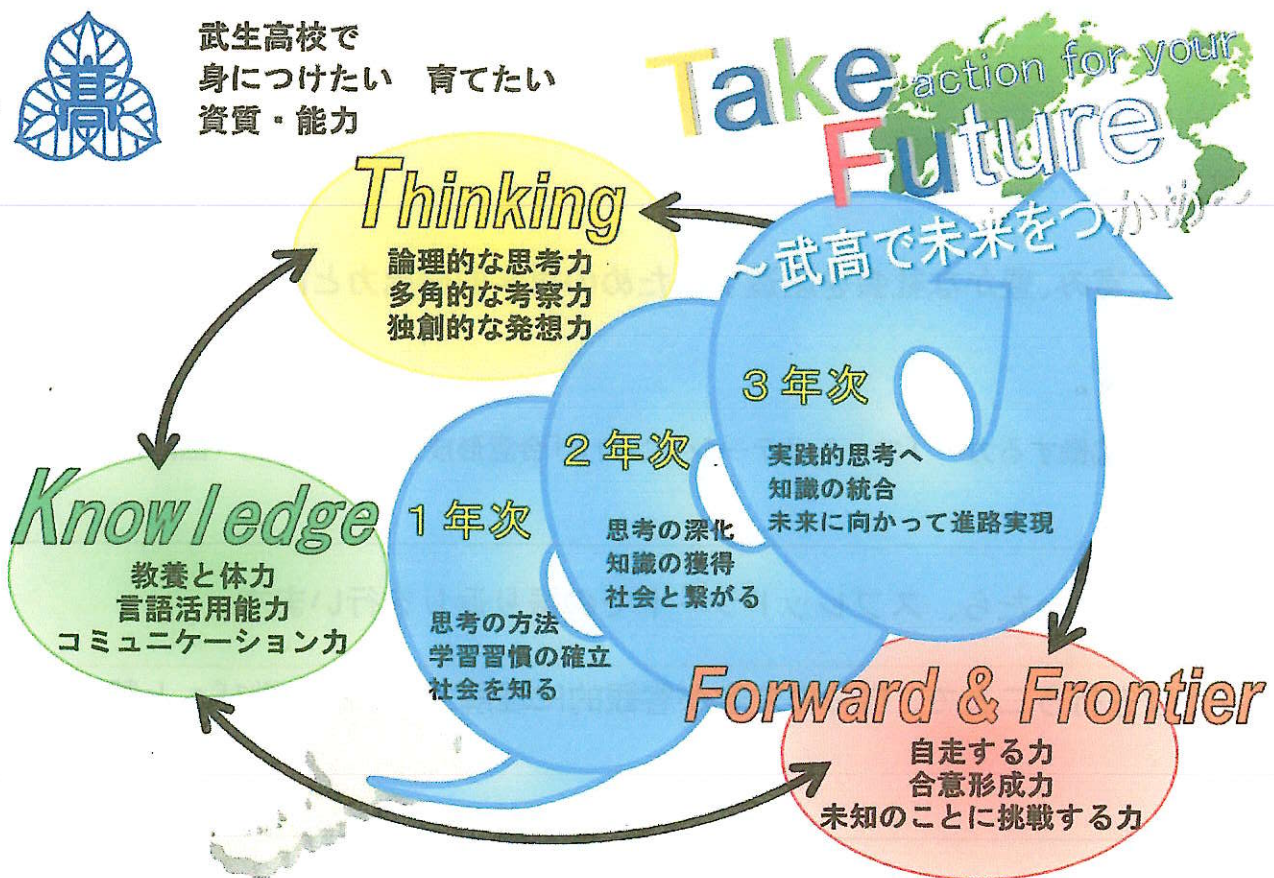 高
武生高校で
身につけたい 育てたい
資質・能力
Take action for your
Future
～武高で未来をつかめ～
Thinking
論理的な思考力
多角的な考察力
独創的な発想力
Knowledge
教養と体力
言語活用能力
コミュニケーション力
1年次
思考の方法
学習習慣の確立
社会を知る
2年次
思考の深化
知識の獲得
社会と繋がる
3年次
実践的思考へ
知識の統合
未来に向かって進路実現
Forward & Frontier
自走する力
合意形成力
未知のことに挑戦する力